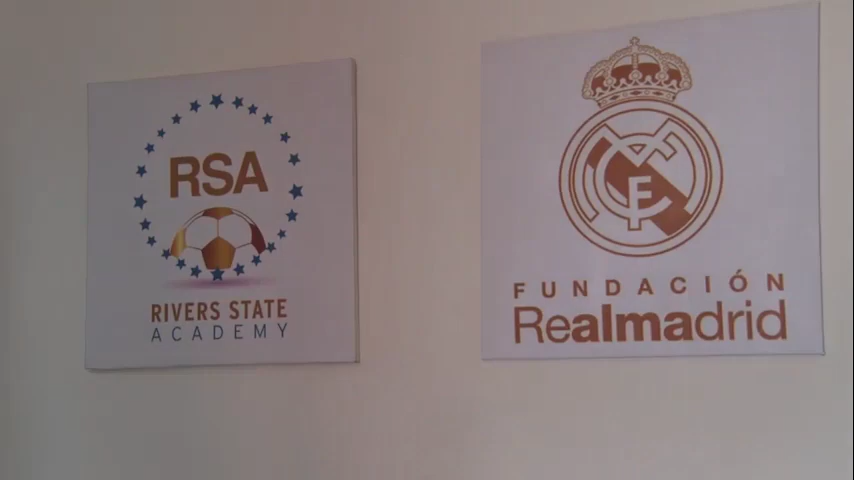 RSA
RIVERS STATE
ACADEMY
FUNDACIÓN
Realmadrid